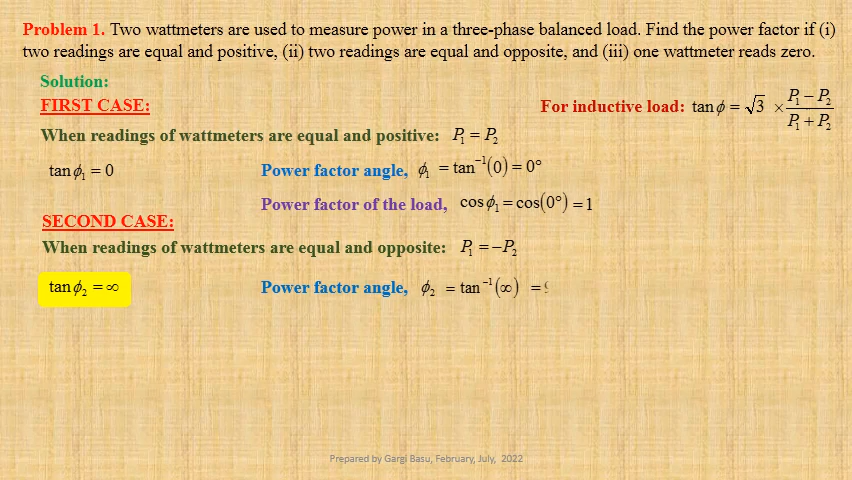 Problem 1. Two wattmeters are used to measure power in a three-phase balanced load. Find the power factor if (i)
two readings are equal and positive, (ii) two readings are equal and opposite, and (iii) one wattmeter reads zero.
Solution:
FIRST CASE:
For inductive load: tan ϕ = √3 × (P₁ − P₂)/(P₁ + P₂)
When readings of wattmeters are equal and positive: P₁ = P₂
tan ϕ₁ = 0
Power factor angle, ϕ₁ = tan⁻¹(0) = 0°
Power factor of the load, cos ϕ₁ = cos(0°) = 1
SECOND CASE:
When readings of wattmeters are equal and opposite: P₁ = −P₂
tan ϕ₂ = ∞
Power factor angle, ϕ₂ = tan⁻¹(∞) =
Prepared by Gargi Basu, February, July, 2022